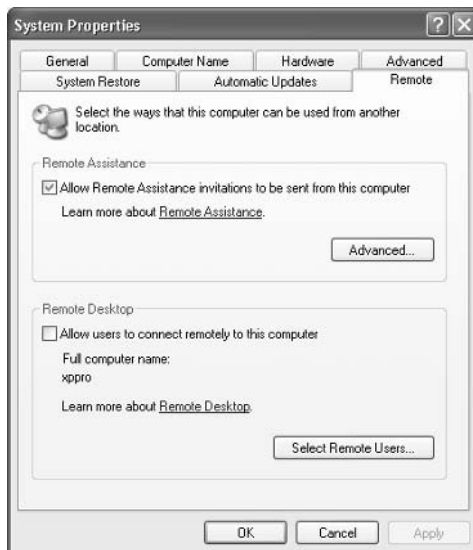 System Properties
General Computer Name Hardware Advanced
System Restore Automatic Updates Remote
Select the ways that this computer can be used from another
location.
Remote Assistance
Allow Remote Assistance invitations to be sent from this computer
Learn more about Remote Assistance.
Advanced...
Remote Desktop
Allow users to connect remotely to this computer
Full computer name:
xppro
Learn more about Remote Desktop.
Select Remote Users...
OK Cancel Apply